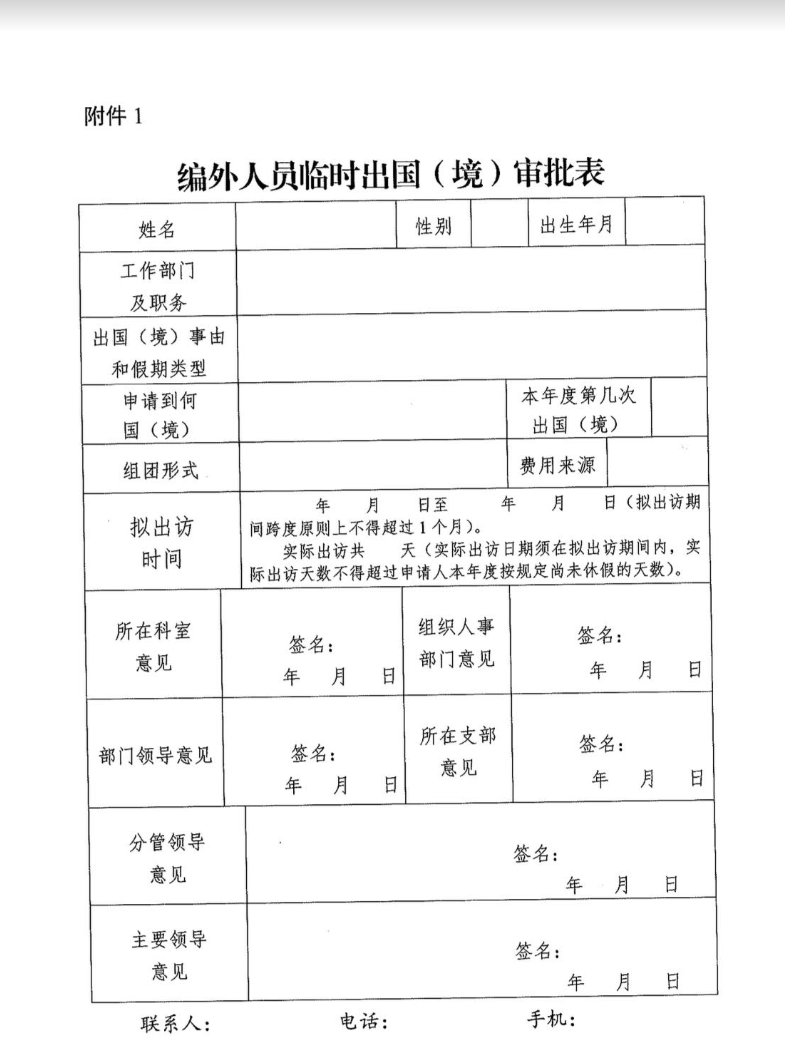 附件 1
编外人员临时出国（境）审批表
姓名 性别 出生年月
工作部门
及职务
出国（境）事由
和假期类型
申请到何
国（境）
本年度第几次
出国（境）
组团形式 费用来源
拟出访
时间
年 月 日至 年 月 日（拟出访期
间跨度原则上不得超过 1 个月）。
实际出访共 天（实际出访日期须在拟出访期间内，实
际出访天数不得超过申请人本年度按规定尚未休假的天数）。
所在科室
意见
签名：
年 月 日
组织人事
部门意见
签名：
年 月 日
部门领导意见
签名：
年 月 日
所在支部
意见
签名：
年 月 日
分管领导
意见
签名：
年 月 日
主要领导
意见
签名：
年 月 日
联系人： 电话： 手机：